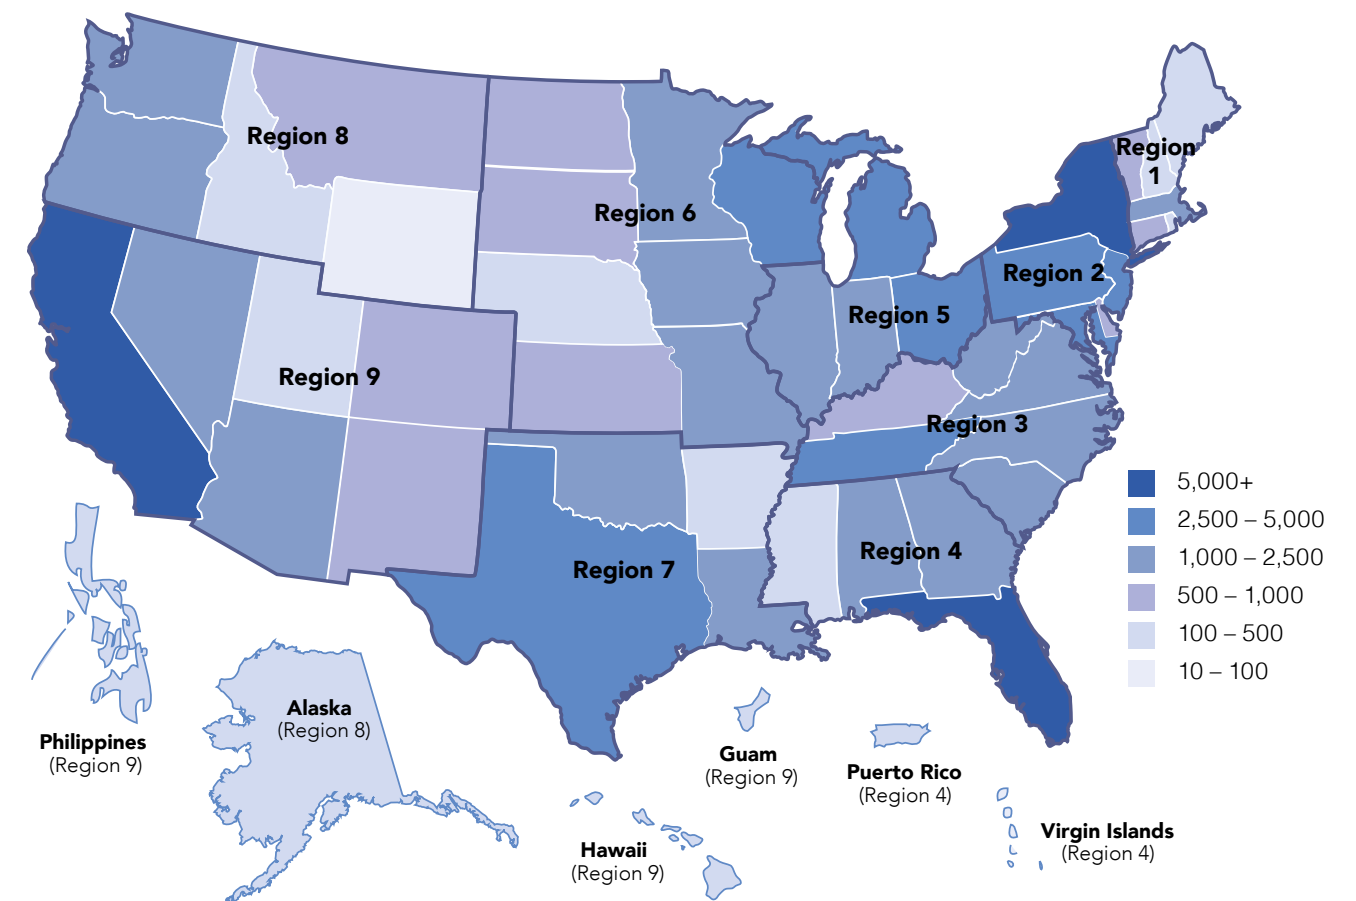 Region 8
Region
1
Region 6
Region 2
Region 5
Region 9
Region 3
5,000+
2,500 – 5,000
1,000 – 2,500
500 – 1,000
100 – 500
10 – 100
Region 4
Region 7
Alaska
(Region 8)
Philippines
(Region 9)
Guam
(Region 9)
Puerto Rico
(Region 4)
Virgin Islands
(Region 4)
Hawaii
(Region 9)